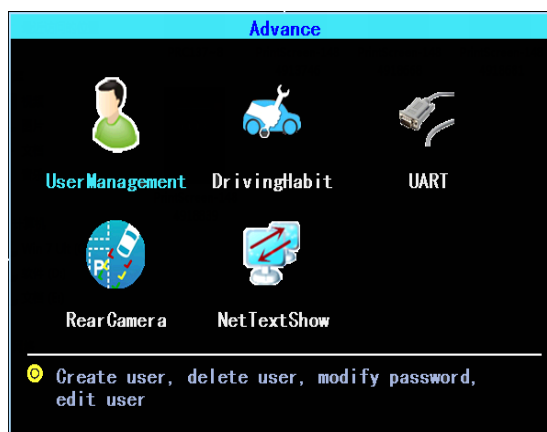 Advance
UserManagement DrivingHabit UART
RearCamera NetTextShow
Create user, delete user, modify password,
edit user